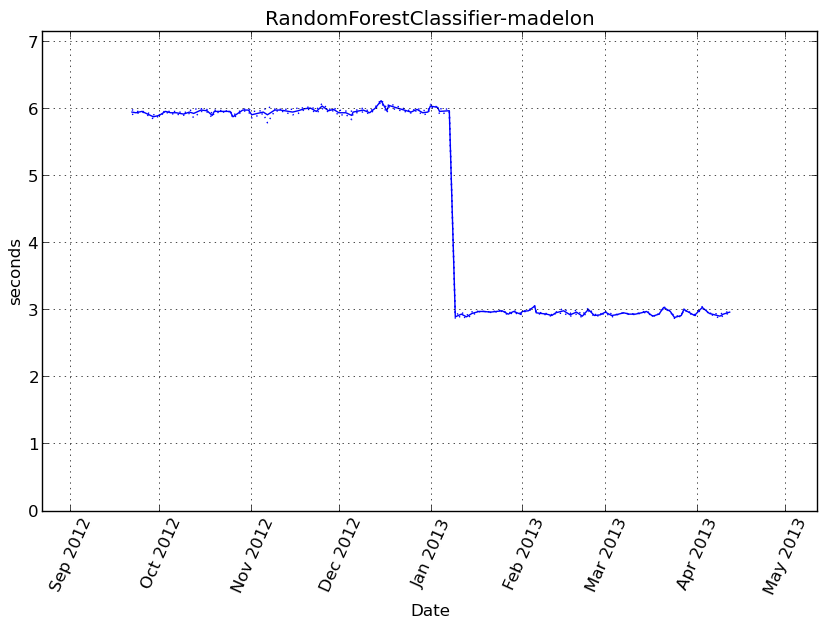 RandomForestClassifier-madelon
7
6
5
4
3
2
1
0
seconds
Sep 2012
Oct 2012
Nov 2012
Dec 2012
Jan 2013
Feb 2013
Mar 2013
Apr 2013
May 2013
Date